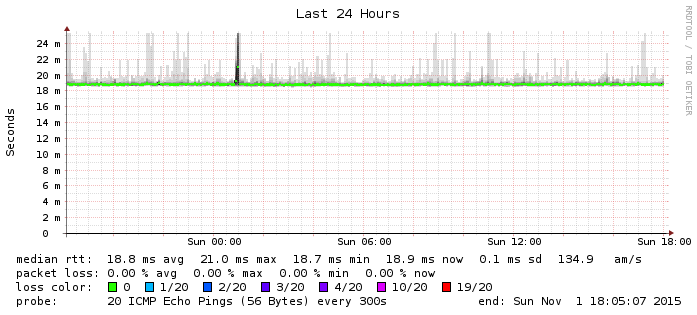 Last 24 Hours
RRDTOOL / TOBI OETIKER
Seconds
24 m
22 m
20 m
18 m
16 m
14 m
12 m
10 m
8 m
6 m
4 m
2 m
0
Sun 00:00 Sun 06:00 Sun 12:00 Sun 18:00
median rtt: 18.8 ms avg 21.0 ms max 18.7 ms min 18.9 ms now 0.1 ms sd 134.9 am/s
packet loss: 0.00 % avg 0.00 % max 0.00 % min 0.00 % now
loss color: 0 1/20 2/20 3/20 4/20 10/20 19/20
probe: 20 ICMP Echo Pings (56 Bytes) every 300s end: Sun Nov 1 18:05:07 2015